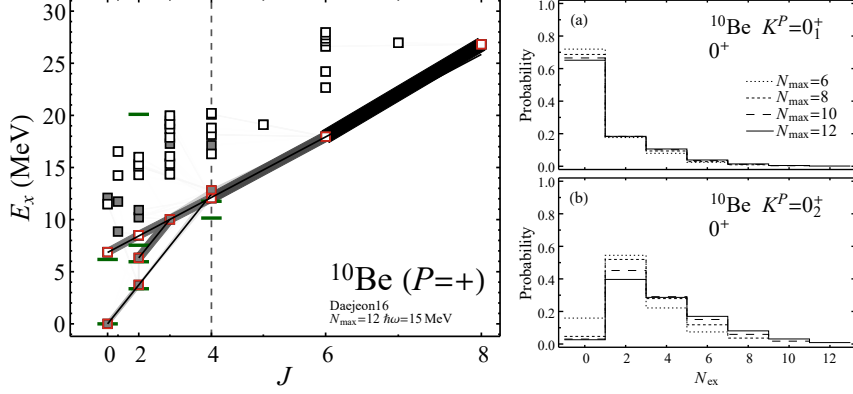 E_x (MeV)
30
25
20
15
10
5
0
0 2 4 6 8
J
¹⁰Be (P=+)
Daejeon16
N_max=12 ℏω=15 MeV
(a)
¹⁰Be K^P=0₁⁺
0⁺
Probability
1.0
0.8
0.6
0.4
0.2
0.0
N_max=6
N_max=8
N_max=10
N_max=12
(b)
¹⁰Be K^P=0₂⁺
0⁺
Probability
1.0
0.8
0.6
0.4
0.2
0.0
0 2 4 6 8 10 12
N_ex